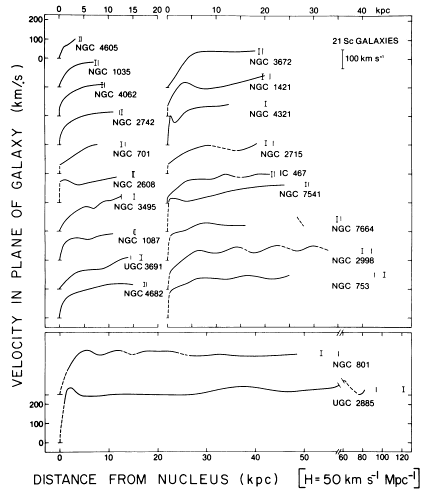 0 5 10 15 20 0 10 20 30 40 kpc
200
100
0
NGC 4605
NGC 1035
NGC 4062
NGC 2742
NGC 701
NGC 2608
NGC 3495
NGC 1087
UGC 3691
NGC 4682
21 Sc GALAXIES
100 km s⁻¹
NGC 3672
NGC 1421
NGC 4321
NGC 2715
IC 467
NGC 7541
NGC 7664
NGC 2998
NGC 753
VELOCITY IN PLANE OF GALAXY (km/s)
NGC 801
UGC 2885
200
100
0
0 10 20 30 40 50 60 80 100 120
DISTANCE FROM NUCLEUS (kpc) [H = 50 km s⁻¹ Mpc⁻¹]